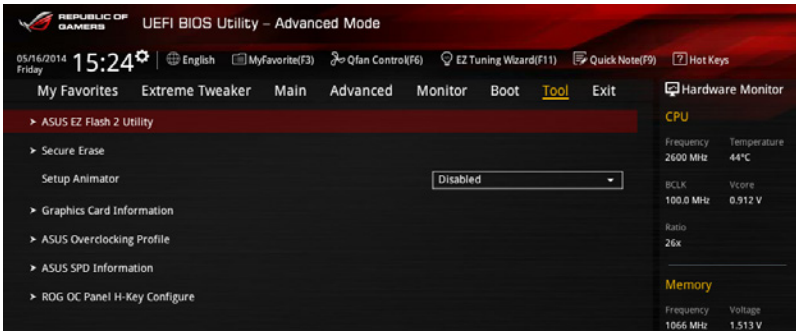 REPUBLIC OF GAMERS UEFI BIOS Utility – Advanced Mode
05/16/2014 Friday 15:24 English MyFavorite(F3) Qfan Control(F6) EZ Tuning Wizard(F11) Quick Note(F9) ? Hot Keys
My Favorites Extreme Tweaker Main Advanced Monitor Boot Tool Exit
Hardware Monitor
> ASUS EZ Flash 2 Utility
> Secure Erase
Setup Animator Disabled
> Graphics Card Information
> ASUS Overclocking Profile
> ASUS SPD Information
> ROG OC Panel H-Key Configure
CPU
Frequency Temperature
2600 MHz 44°C
BCLK Vcore
100.0 MHz 0.912 V
Ratio
26x
Memory
Frequency Voltage
1066 MHz 1.513 V